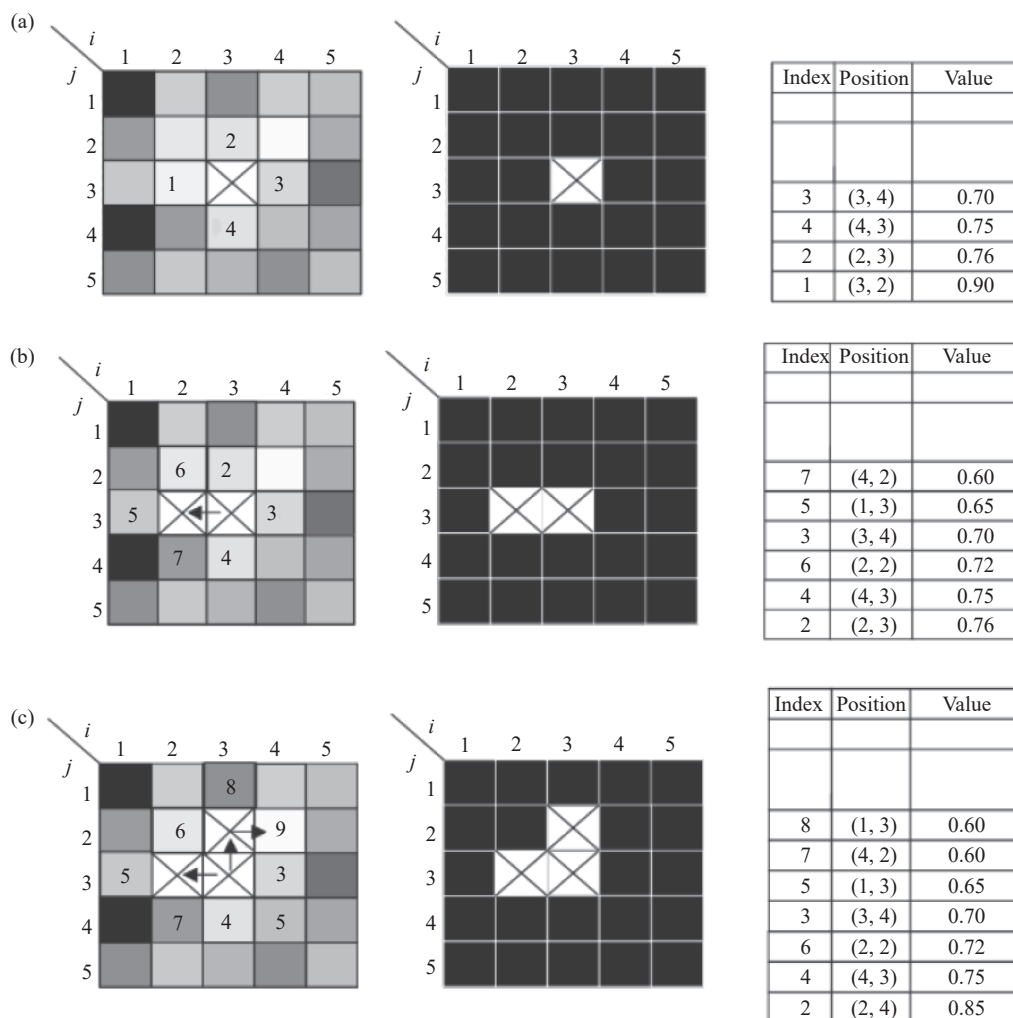 (a)
i
j
1 2 3 4 5
1
2 2
3 1 3
4 4
5
i
1 2 3 4 5
j
1
2
3
4
5
Index Position Value
3 (3, 4) 0.70
4 (4, 3) 0.75
2 (2, 3) 0.76
1 (3, 2) 0.90
(b)
i
j
1 2 3 4 5
1
2 6 2
3 5 3
4 7 4
5
i
j
1 2 3 4 5
1
2
3
4
5
Index Position Value
7 (4, 2) 0.60
5 (1, 3) 0.65
3 (3, 4) 0.70
6 (2, 2) 0.72
4 (4, 3) 0.75
2 (2, 3) 0.76
(c)
i
j
1 2 3 4 5
1 8
2 6 9
3 5 3
4 7 4 5
5
i
j
1 2 3 4 5
1
2
3
4
5
Index Position Value
8 (1, 3) 0.60
7 (4, 2) 0.60
5 (1, 3) 0.65
3 (3, 4) 0.70
6 (2, 2) 0.72
4 (4, 3) 0.75
2 (2, 4) 0.85